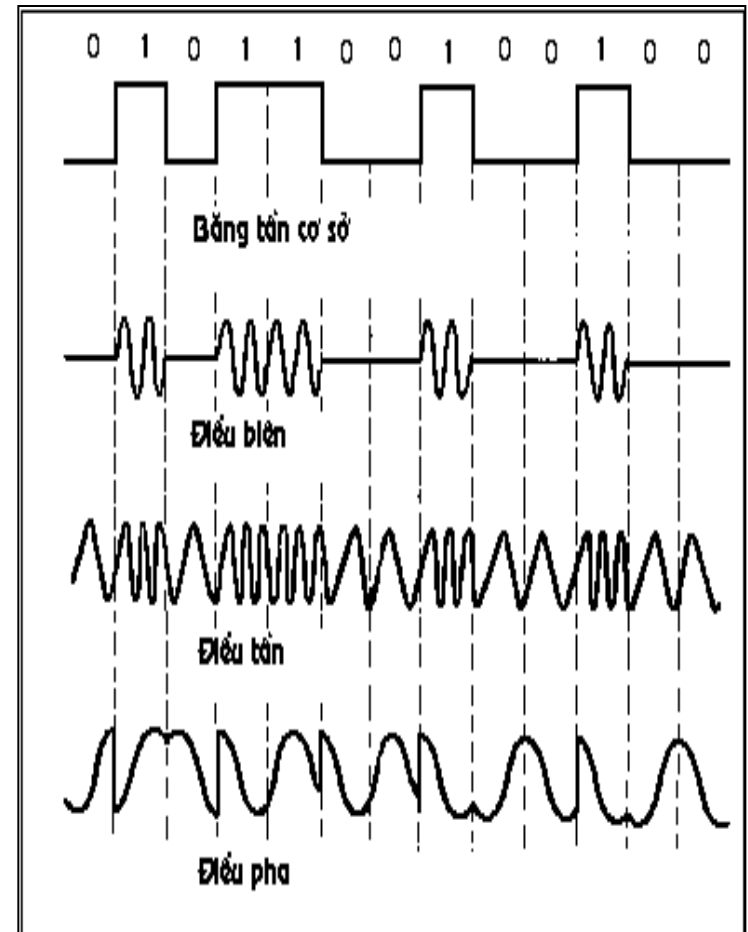 0 1 0 1 1 0 0 1 0 0 1 0 0
Băng tần cơ sở
Điều biên
Điều tần
Điều pha